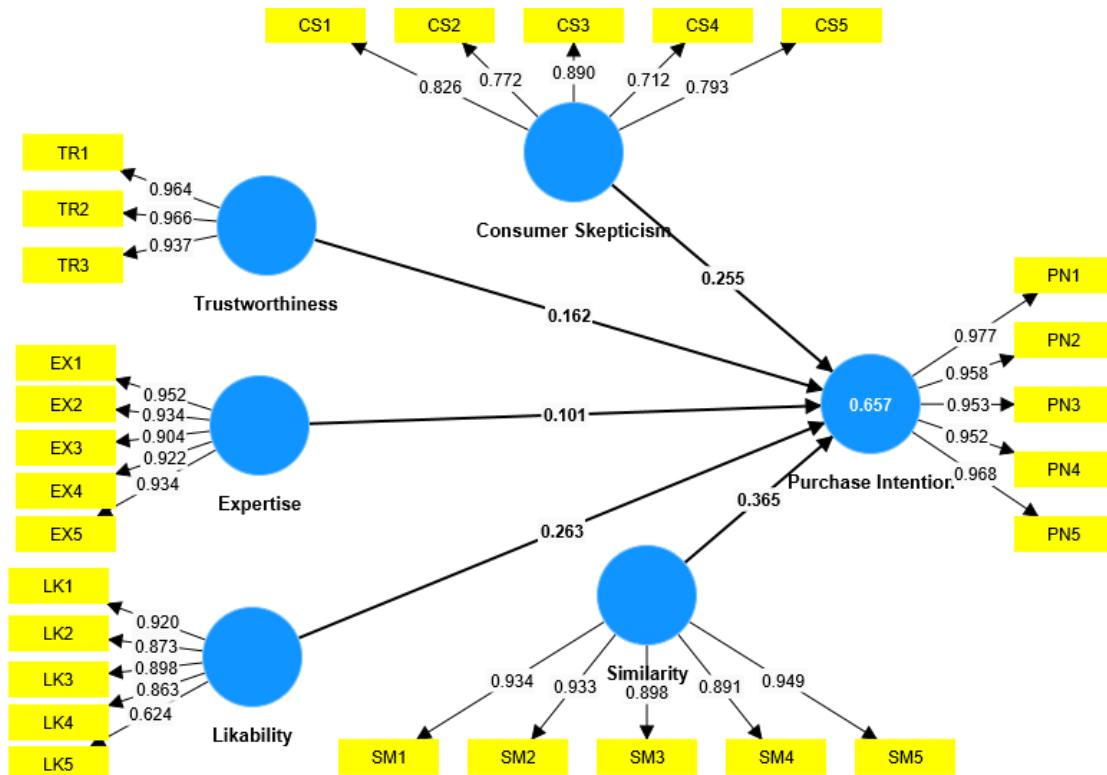 CS1 CS2 CS3 CS4 CS5
0.826 0.772 0.890 0.712 0.793
Consumer Skepticism
TR1
TR2
TR3
0.964
0.966
0.937
Trustworthiness
0.255
0.162
EX1
EX2
EX3
EX4
EX5
0.952
0.934
0.904
0.922
0.934
Expertise
0.101
0.657
Purchase Intention.
PN1
PN2
PN3
PN4
PN5
0.977
0.958
0.953
0.952
0.968
LK1
LK2
LK3
LK4
LK5
0.920
0.873
0.898
0.863
0.624
Likability
0.263
0.365
Similarity
0.934 0.933 0.898 0.891 0.949
SM1 SM2 SM3 SM4 SM5